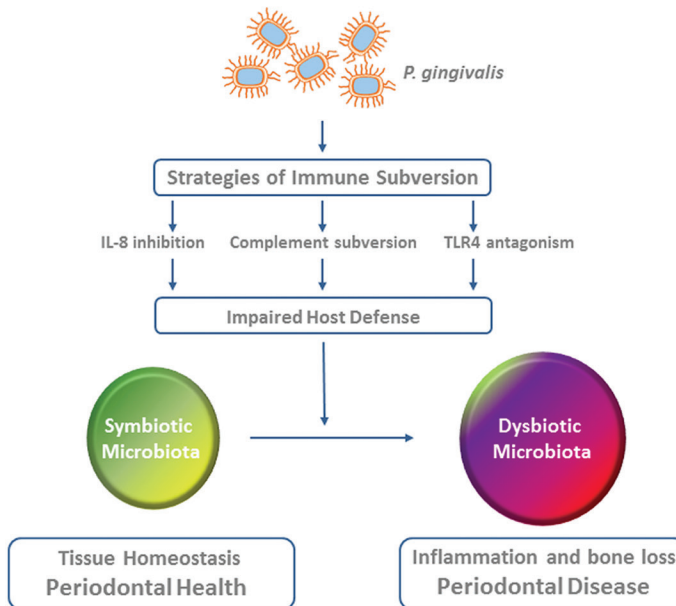 P. gingivalis
Strategies of Immune Subversion
IL-8 inhibition
Complement subversion
TLR4 antagonism
Impaired Host Defense
Symbiotic
Microbiota
Dysbiotic
Microbiota
Tissue Homeostasis
Periodontal Health
Inflammation and bone loss
Periodontal Disease